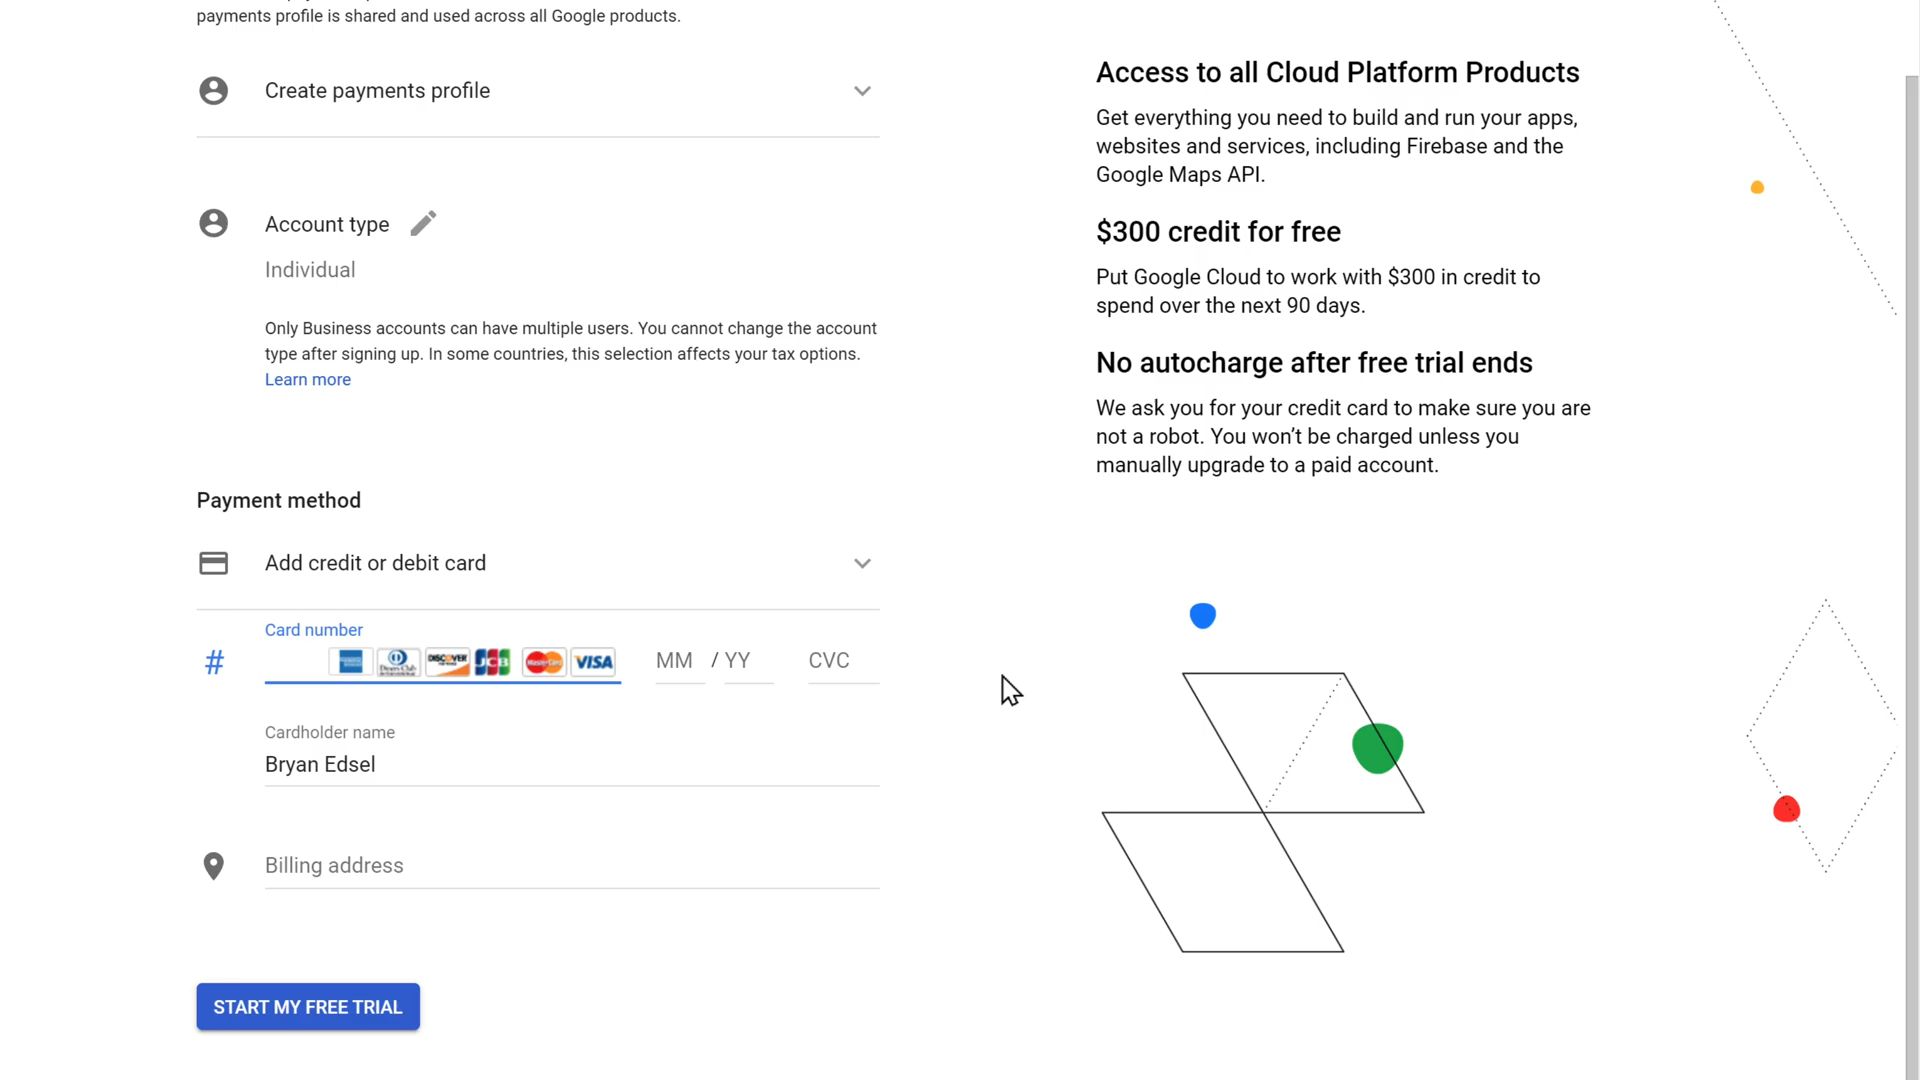 payments profile is shared and used across all Google products.
Create payments profile
Account type
Individual
Only Business accounts can have multiple users. You cannot change the account
type after signing up. In some countries, this selection affects your tax options.
Learn more
Payment method
Add credit or debit card
Card number
# DISCOVER JCB MasterCard VISA MM / YY CVC
Cardholder name
Bryan Edsel
Billing address
START MY FREE TRIAL
Access to all Cloud Platform Products
Get everything you need to build and run your apps,
websites and services, including Firebase and the
Google Maps API.
$300 credit for free
Put Google Cloud to work with $300 in credit to
spend over the next 90 days.
No autocharge after free trial ends
We ask you for your credit card to make sure you are
not a robot. You won’t be charged unless you
manually upgrade to a paid account.